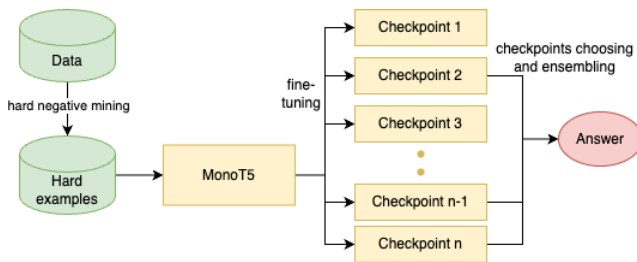 Data
hard negative mining
Hard
examples
MonoT5
fine-
tuning
Checkpoint 1
Checkpoint 2
Checkpoint 3
Checkpoint n-1
Checkpoint n
checkpoints choosing
and ensembling
Answer